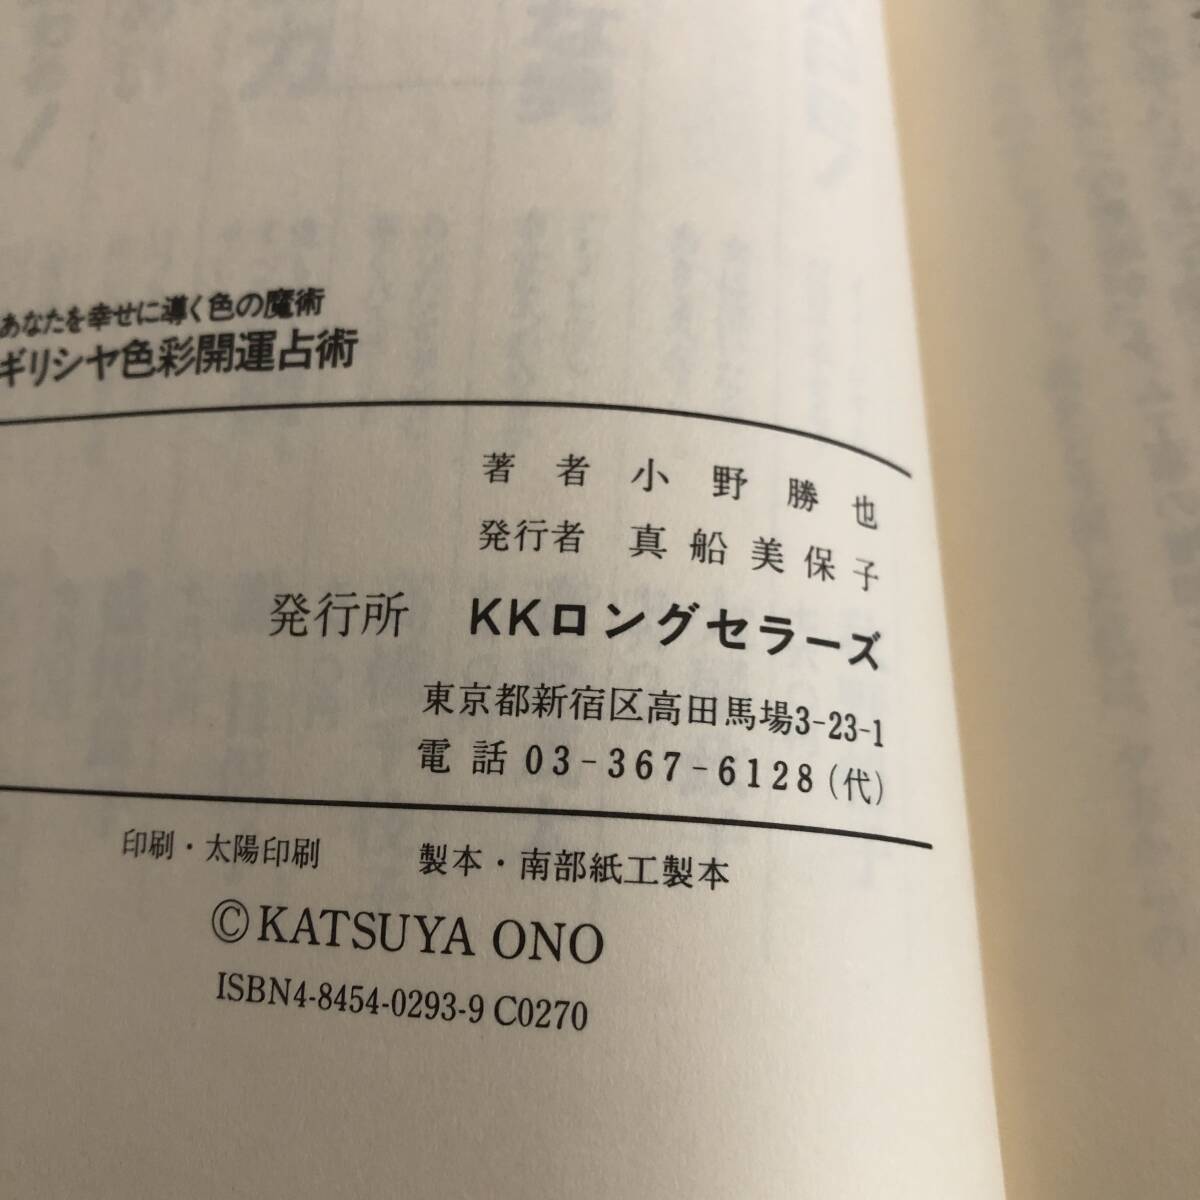 あなたを幸せに導く色の魔術
ギリシヤ色彩開運占術
著者 小野勝也
発行者 真船美保子
発行所 KKロングセラーズ
東京都新宿区高田馬場3-23-1
電話03-367-6128(代)
印刷・太陽印刷 製本・南部紙工製本
©KATSUYA ONO
ISBN4-8454-0293-9 C0270